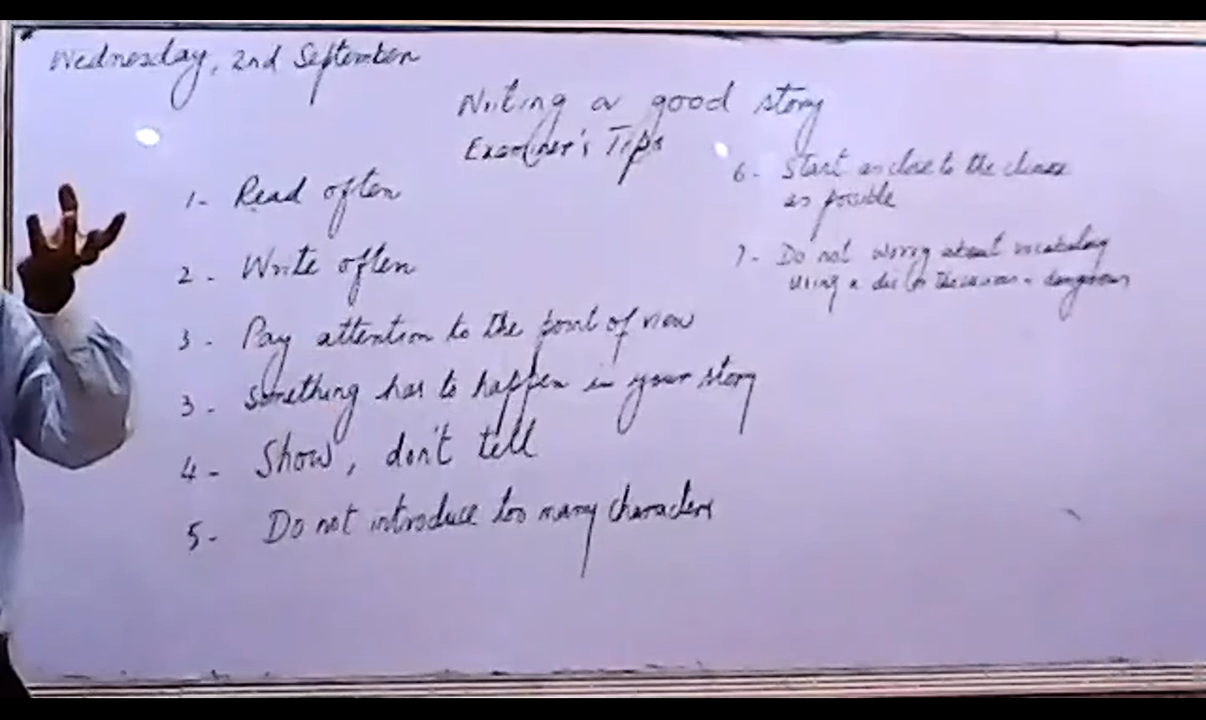 Wednesday, 2nd September
Writing a good story
Examiner's Tips
1- Read often
2- Write often
3- Pay attention to the point of view
3- Something has to happen in your story
4- Show, don't tell
5- Do not introduce too many characters
6- Start as close to the climax
as possible
7- Do not worry about vocabulary
using a dangerous